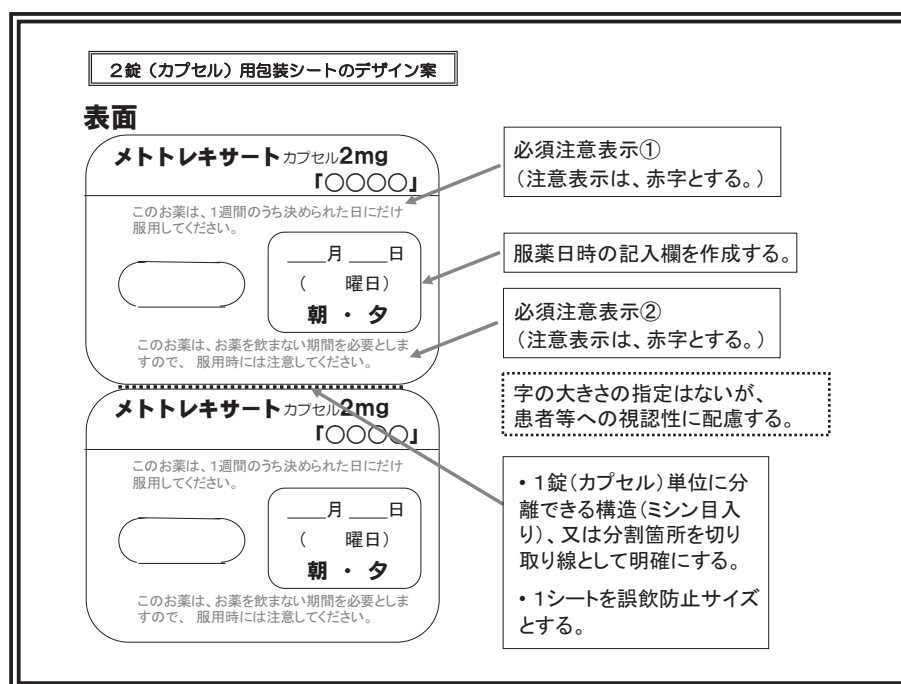 ２錠（カプセル）用包装シートのデザイン案
表面
メトトレキサートカプセル2mg
｢○○○○｣
このお薬は、1週間のうち決められた日にだけ
服用してください。
____月 ____日
(　　曜日)
朝 ・ 夕
このお薬は、お薬を飲まない期間を必要としま
すので、 服用時には注意してください。
メトトレキサートカプセル2mg
｢○○○○｣
このお薬は、1週間のうち決められた日にだけ
服用してください。
____月 ____日
(　　曜日)
朝 ・ 夕
このお薬は、お薬を飲まない期間を必要としま
すので、 服用時には注意してください。
必須注意表示①
（注意表示は、赤字とする。）
服薬日時の記入欄を作成する。
必須注意表示②
（注意表示は、赤字とする。）
字の大きさの指定はないが、
患者等への視認性に配慮する。
・１錠（カプセル）単位に分
離できる構造（ミシン目入
り）、又は分割箇所を切り
取り線として明確にする。
・１シートを誤飲防止サイズ
とする。